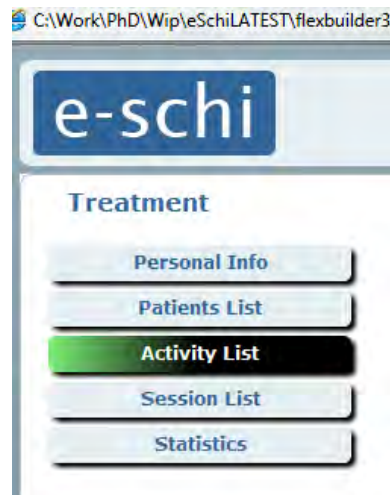 C:\Work\PhD\Wip\eSchiLATEST\flexbuilder3
e-schi
Treatment
Personal Info
Patients List
Activity List
Session List
Statistics